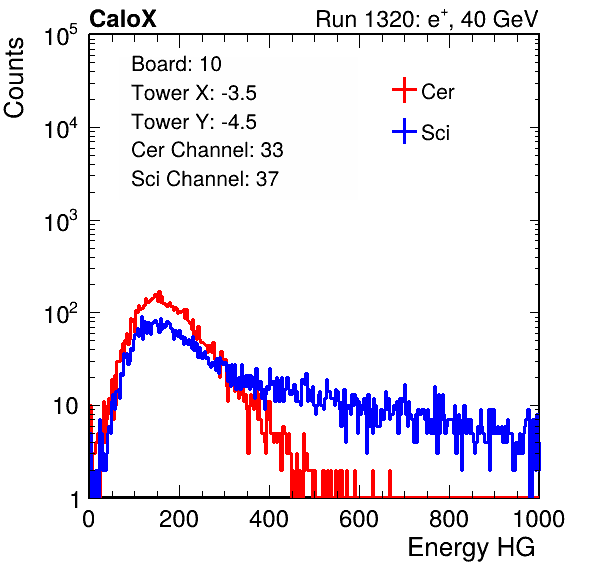 CaloX Run 1320: e⁺, 40 GeV
Counts
Board: 10
Tower X: -3.5
Tower Y: -4.5
Cer Channel: 33
Sci Channel: 37
Cer
Sci
10⁵
10⁴
10³
10²
10
1
0 200 400 600 800 1000
Energy HG